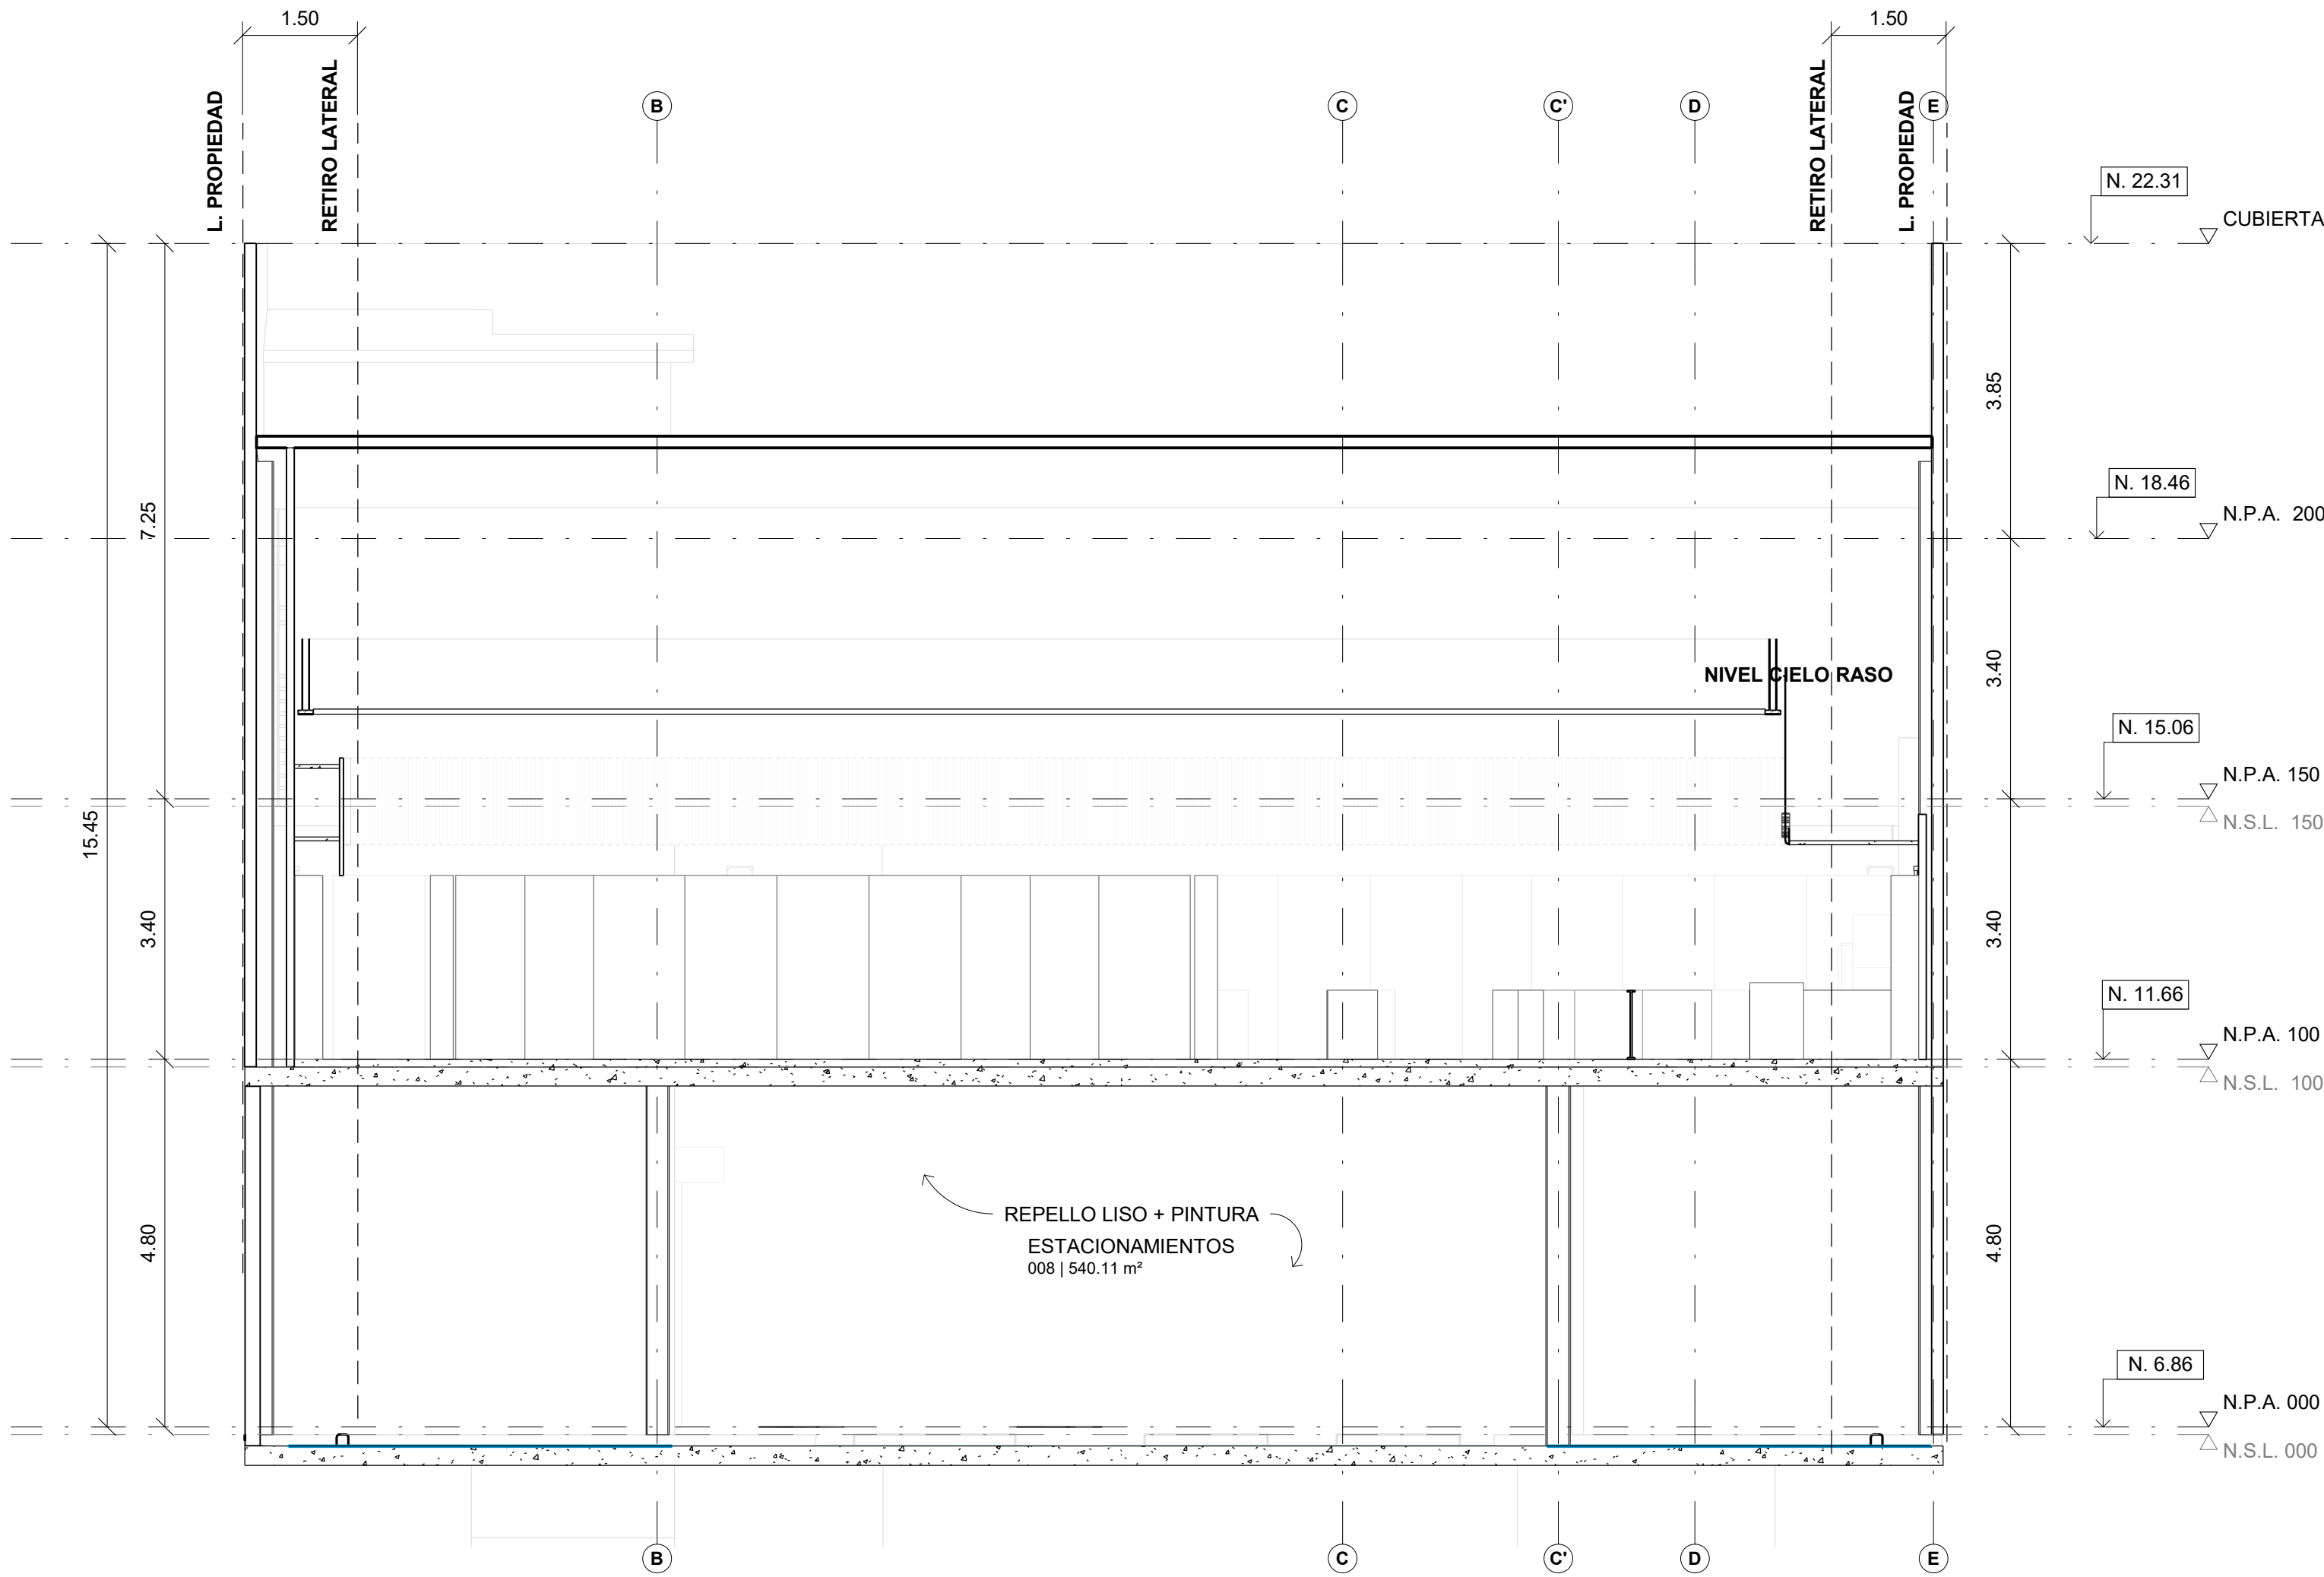 1.50
1.50
L. PROPIEDAD
RETIRO LATERAL
RETIRO LATERAL
L. PROPIEDAD
B
C
C'
D
E
N. 22.31
CUBIERTA
3.85
7.25
N. 18.46
N.P.A. 200
NIVEL CIELO RASO
3.40
N. 15.06
N.P.A. 150
N.S.L. 150
15.45
3.40
3.40
N. 11.66
N.P.A. 100
N.S.L. 100
REPELLO LISO + PINTURA
ESTACIONAMIENTOS
008 | 540.11 m²
4.80
4.80
N. 6.86
N.P.A. 000
N.S.L. 000
B
C
C'
D
E